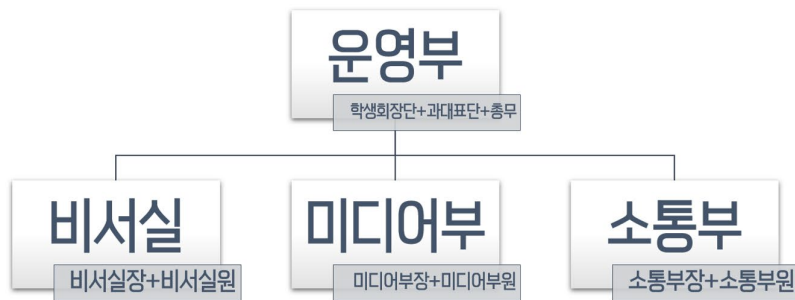 운영부
학생회장단+과대표단+총무
비서실
비서실장+비서실원
미디어부
미디어부장+미디어부원
소통부
소통부장+소통부원